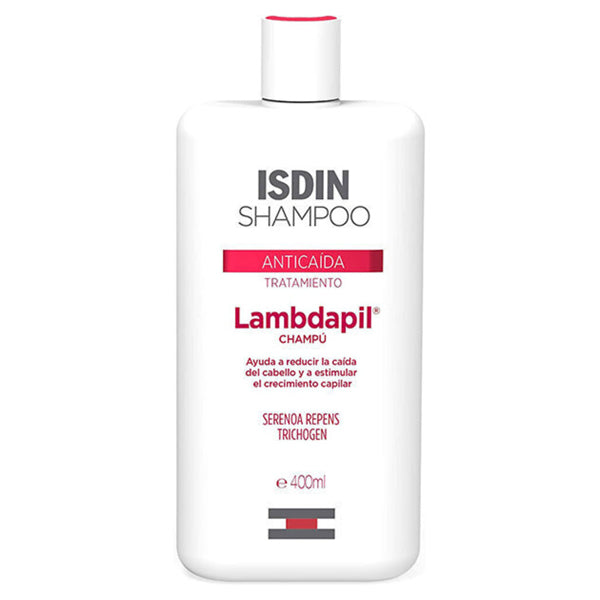 ISDIN
SHAMPOO
ANTICAÍDA
TRATAMIENTO
Lambdapil®
CHAMPÚ
Ayuda a reducir la caída
del cabello y a estimular
el crecimiento capilar
SERENOA REPENS
TRICHOGEN
℮400ml